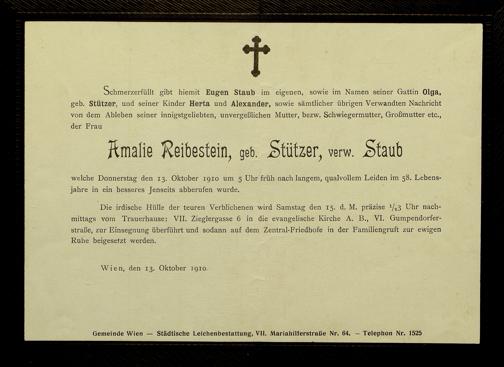 Schmerzerfüllt gibt hiemit Eugen Staub im eigenen, sowie im Namen seiner Gattin Olga,
geb. Stützer, und seiner Kinder Herta und Alexander, sowie sämtlicher übrigen Verwandten Nachricht
von dem Ableben seiner innigstgeliebten, unvergeßlichen Mutter, bezw. Schwiegermutter, Großmutter etc.,
der Frau
Amalie Reibestein, geb. Stützer, verw. Staub
welche Donnerstag den 13. Oktober 1910 um 5 Uhr früh nach langem, qualvollem Leiden im 58. Lebens-
jahre in ein besseres Jenseits abberufen wurde.
Die irdische Hülle der teuren Verblichenen wird Samstag den 15. d. M. präzise 1/43 Uhr nach-
mittags vom Trauerhause: VII. Zieglergasse 6 in die evangelische Kirche A. B., VI. Gumpendorfer-
straße, zur Einsegnung überführt und sodann auf dem Zentral-Friedhofe in der Familiengruft zur ewigen
Ruhe beigesetzt werden.
Wien, den 13. Oktober 1910.
Gemeinde Wien — Städtische Leichenbestattung, VII. Mariahilferstraße Nr. 64. — Telephon Nr. 1525